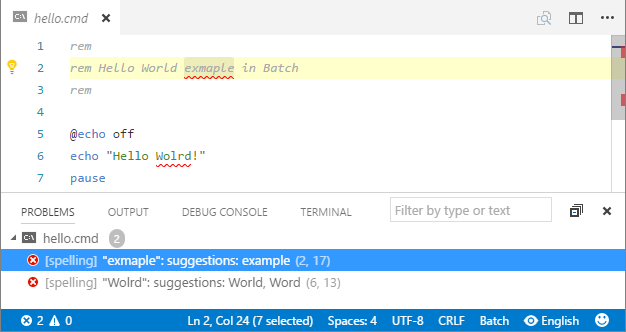 C:\ hello.cmd
1 rem
2 rem Hello World exmaple in Batch
3 rem
4
5 @echo off
6 echo "Hello Wolrd!"
7 pause
PROBLEMS OUTPUT DEBUG CONSOLE TERMINAL Filter by type or text
C:\ hello.cmd 2
[spelling] "exmaple": suggestions: example (2, 17)
[spelling] "Wolrd": suggestions: World, Word (6, 13)
2 0 Ln 2, Col 24 (7 selected) Spaces: 4 UTF-8 CRLF Batch English